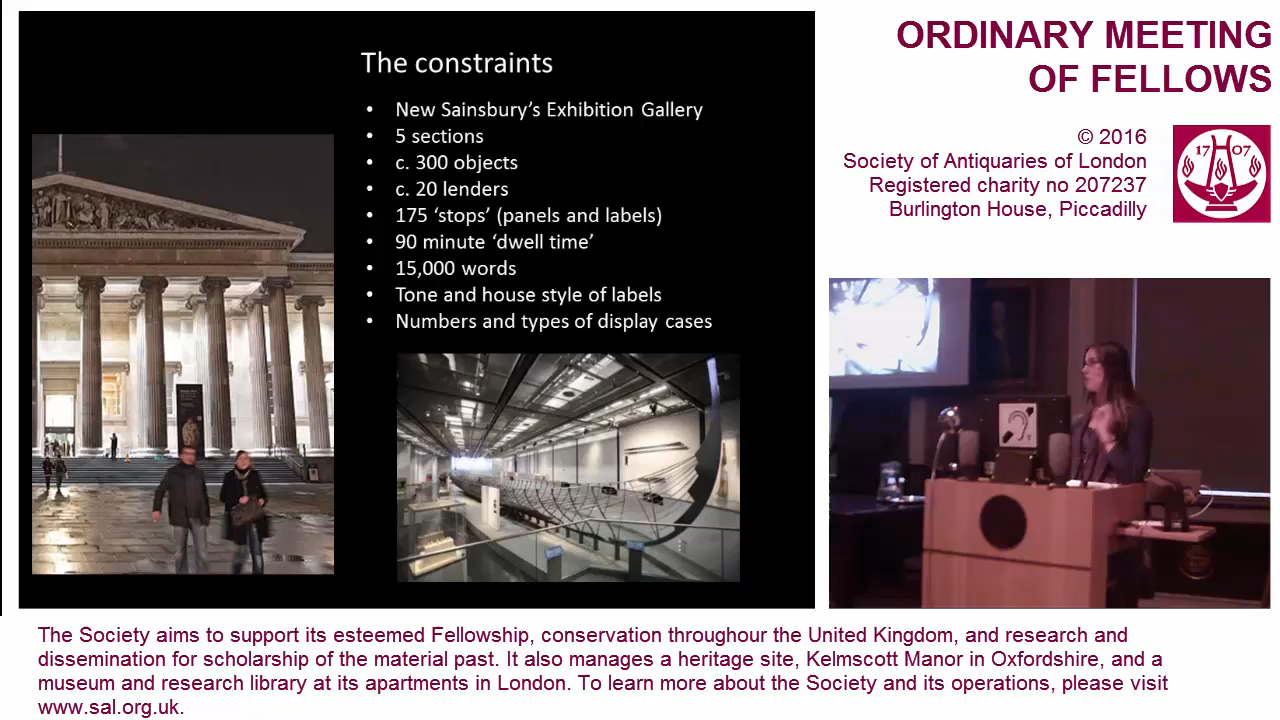 The constraints
• New Sainsbury's Exhibition Gallery
• 5 sections
• c. 300 objects
• c. 20 lenders
• 175 ‘stops’ (panels and labels)
• 90 minute ‘dwell time’
• 15,000 words
• Tone and house style of labels
• Numbers and types of display cases
ORDINARY MEETING
OF FELLOWS
© 2016
Society of Antiquaries of London
Registered charity no 207237
Burlington House, Piccadilly
17 07
The Society aims to support its esteemed Fellowship, conservation throughour the United Kingdom, and research and
dissemination for scholarship of the material past. It also manages a heritage site, Kelmscott Manor in Oxfordshire, and a
museum and research library at its apartments in London. To learn more about the Society and its operations, please visit
www.sal.org.uk.